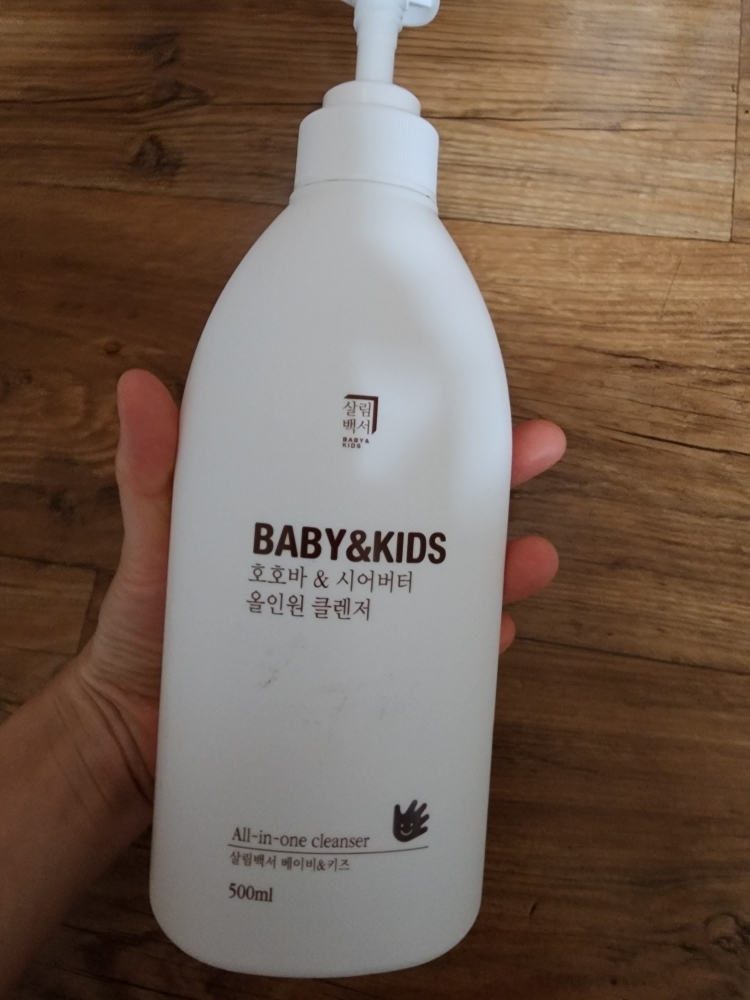 살림
백서
BABY&
KIDS
BABY&KIDS
호호바 & 시어버터
올인원 클렌저
All-in-one cleanser
살림백서 베이비&키즈
500ml